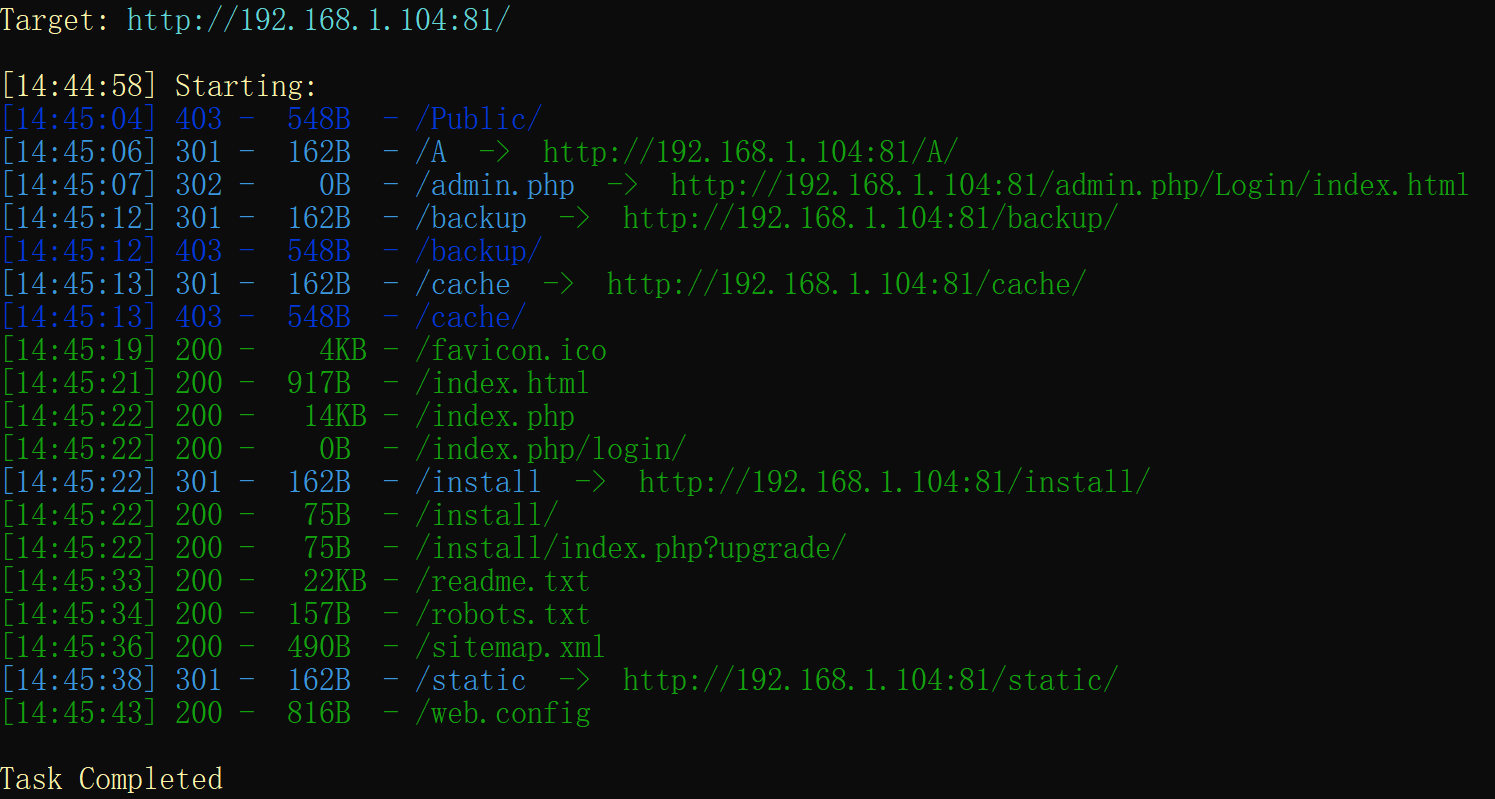 Target: http://192.168.1.104:81/
[14:44:58] Starting:
[14:45:04] 403 -  548B  - /Public/
[14:45:06] 301 -  162B  - /A  ->  http://192.168.1.104:81/A/
[14:45:07] 302 -    0B  - /admin.php  ->  http://192.168.1.104:81/admin.php/Login/index.html
[14:45:12] 301 -  162B  - /backup  ->  http://192.168.1.104:81/backup/
[14:45:12] 403 -  548B  - /backup/
[14:45:13] 301 -  162B  - /cache  ->  http://192.168.1.104:81/cache/
[14:45:13] 403 -  548B  - /cache/
[14:45:19] 200 -    4KB - /favicon.ico
[14:45:21] 200 -  917B  - /index.html
[14:45:22] 200 -   14KB - /index.php
[14:45:22] 200 -    0B  - /index.php/login/
[14:45:22] 301 -  162B  - /install  ->  http://192.168.1.104:81/install/
[14:45:22] 200 -   75B  - /install/
[14:45:22] 200 -   75B  - /install/index.php?upgrade/
[14:45:33] 200 -   22KB - /readme.txt
[14:45:34] 200 -  157B  - /robots.txt
[14:45:36] 200 -  490B  - /sitemap.xml
[14:45:38] 301 -  162B  - /static  ->  http://192.168.1.104:81/static/
[14:45:43] 200 -  816B  - /web.config
Task Completed